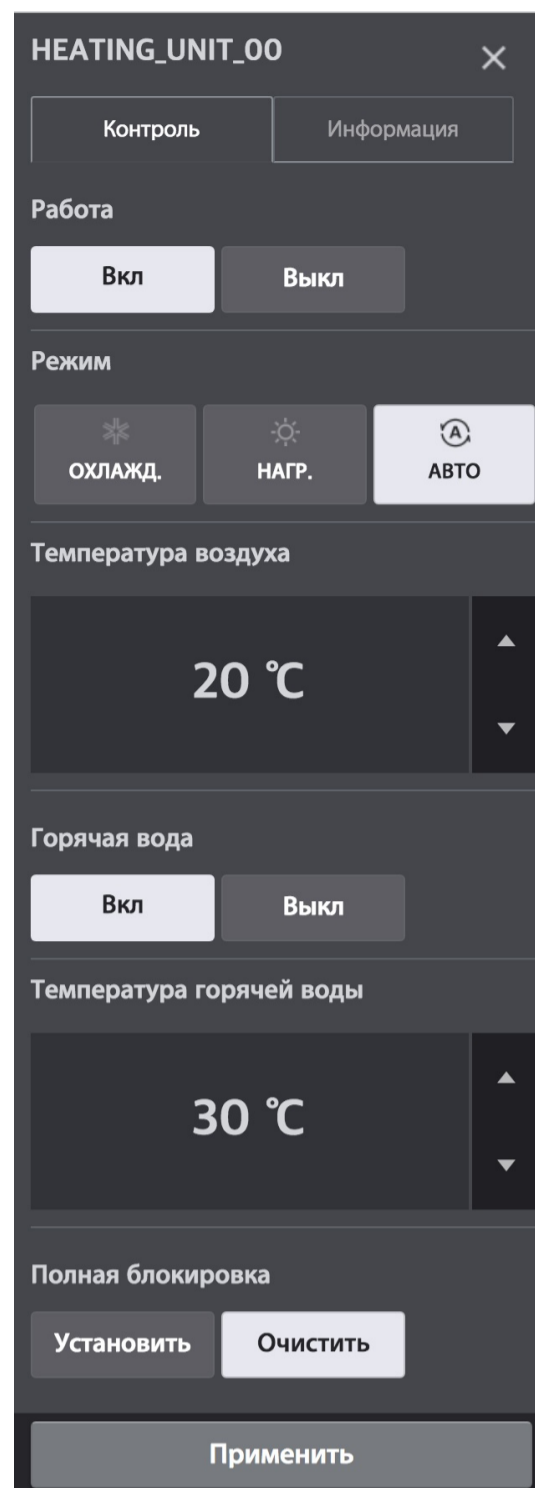 HEATING_UNIT_00 ×
Контроль Информация
Работа
Вкл Выкл
Режим
ОХЛАЖД. НАГР. АВТО
Температура воздуха
20 ℃
Горячая вода
Вкл Выкл
Температура горячей воды
30 ℃
Полная блокировка
Установить Очистить
Применить